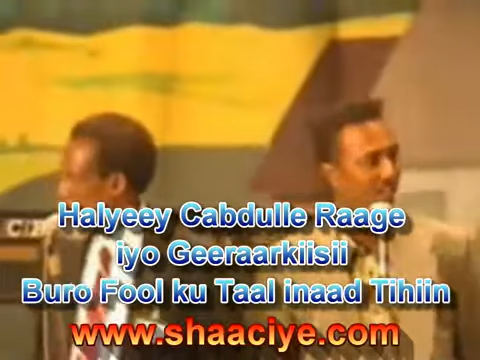 Halyeey Cabdulle Raage
iyo Geeraarkiisii
Buro Fool ku Taal inaad Tihiin
www.shaaciye.com